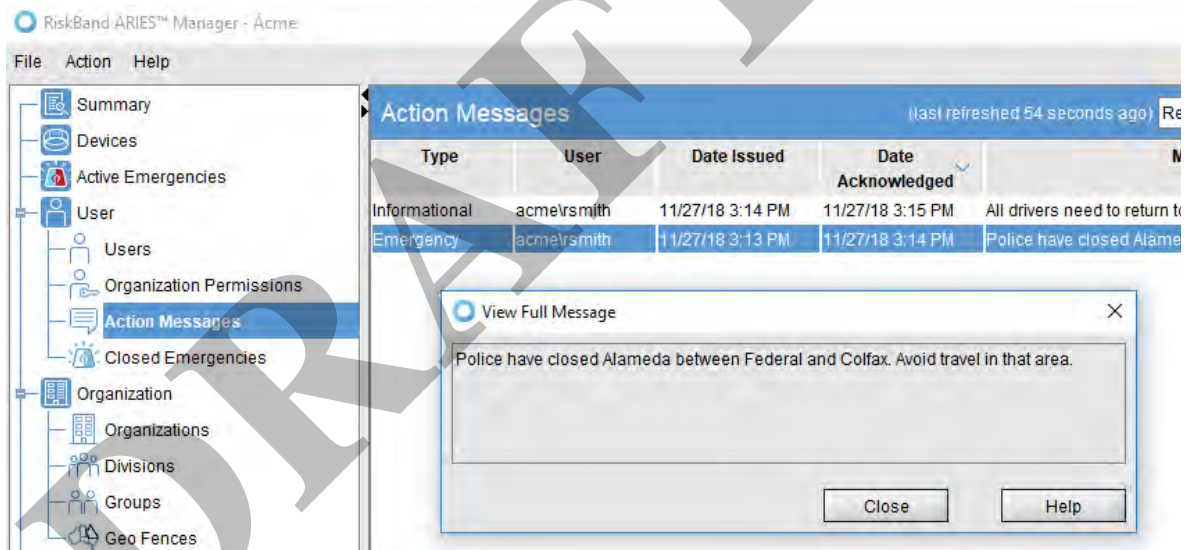 RiskBand ARIES™ Manager - Acme
File Action Help
Summary
Devices
Active Emergencies
User
Users
Organization Permissions
Action Messages
Closed Emergencies
Organization
Organizations
Divisions
Groups
Geo Fences
Action Messages (last refreshed 54 seconds ago) Re
Type User Date Issued Date Acknowledged M
Informational acme\rsmith 11/27/18 3:14 PM 11/27/18 3:15 PM All drivers need to return to
Emergency acme\rsmith 11/27/18 3:13 PM 11/27/18 3:14 PM Police have closed Alame
View Full Message
Police have closed Alameda between Federal and Colfax. Avoid travel in that area.
Close Help
DRAFT